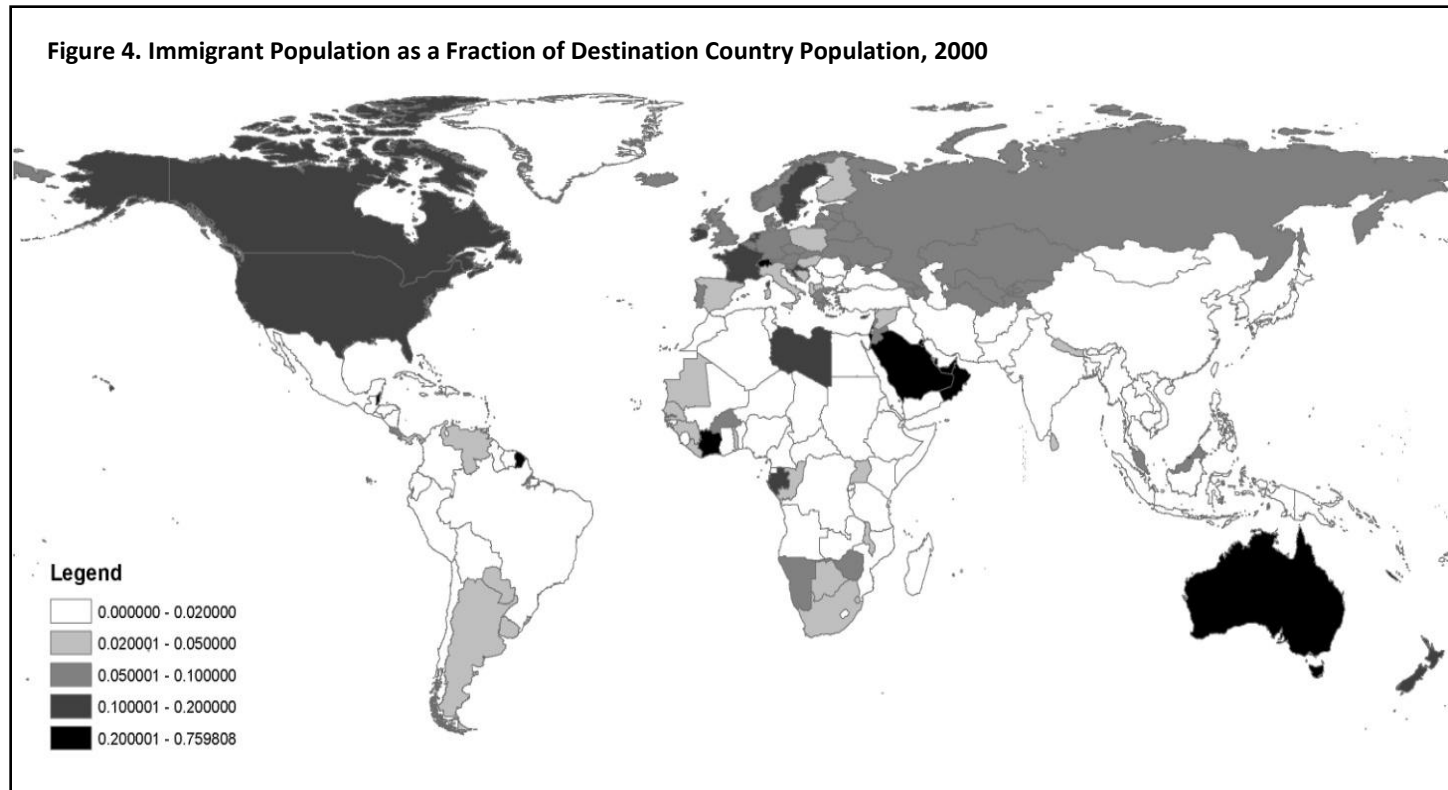 Figure 4. Immigrant Population as a Fraction of Destination Country Population, 2000
Legend
0.000000 - 0.020000
0.020001 - 0.050000
0.050001 - 0.100000
0.100001 - 0.200000
0.200001 - 0.759808